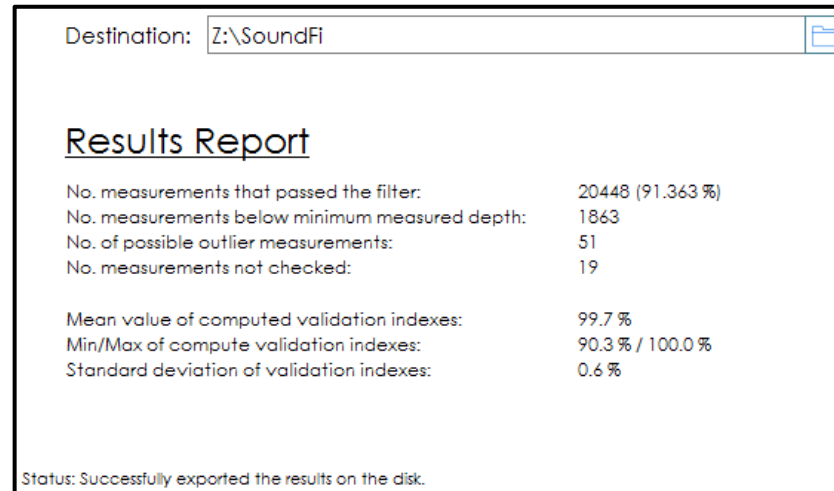 Destination: Z:\SoundFi
Results Report
No. measurements that passed the filter: 20448 (91.363 %)
No. measurements below minimum measured depth: 1863
No. of possible outlier measurements: 51
No. measurements not checked: 19
Mean value of computed validation indexes: 99.7 %
Min/Max of compute validation indexes: 90.3 % / 100.0 %
Standard deviation of validation indexes: 0.6 %
Status: Successfully exported the results on the disk.